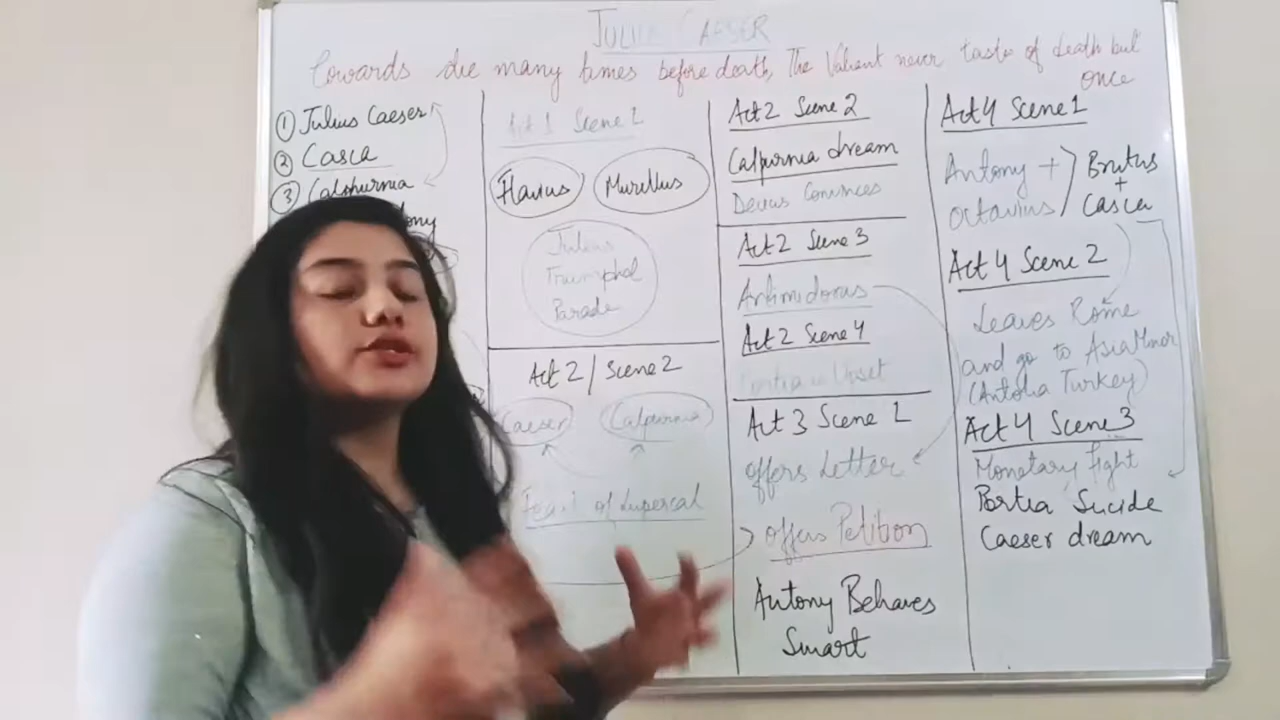 JULIUS CAESER
Cowards die many times before death, The Valient never taste of death but
once
① Julius Caeser
② Casca
③ Calphurnia
Act 1 Scene 1
Flavius
Murellus
Julius
Triumphal
Parade
Act 2 / Scene 2
Caeser
Calpurnia
Feast of Lupercal
Act 2 Scene 2
Calpurnia dream
Decius Convinces
Act 2 Scene 3
Artimidorus
Act 2 Scene 4
Portia is Upset
Act 3 Scene 1
offers Letter
offers Petition
Antony Behaves
Smart
Act 4 Scene 1
Antony +
Octavius
Brutus
+
Casca
Act 4 Scene 2
Leaves Rome
and go to Asia Minor
(Antolia Turkey)
Act 4 Scene 3
Monetary fight
Portia Suicide
Caeser dream